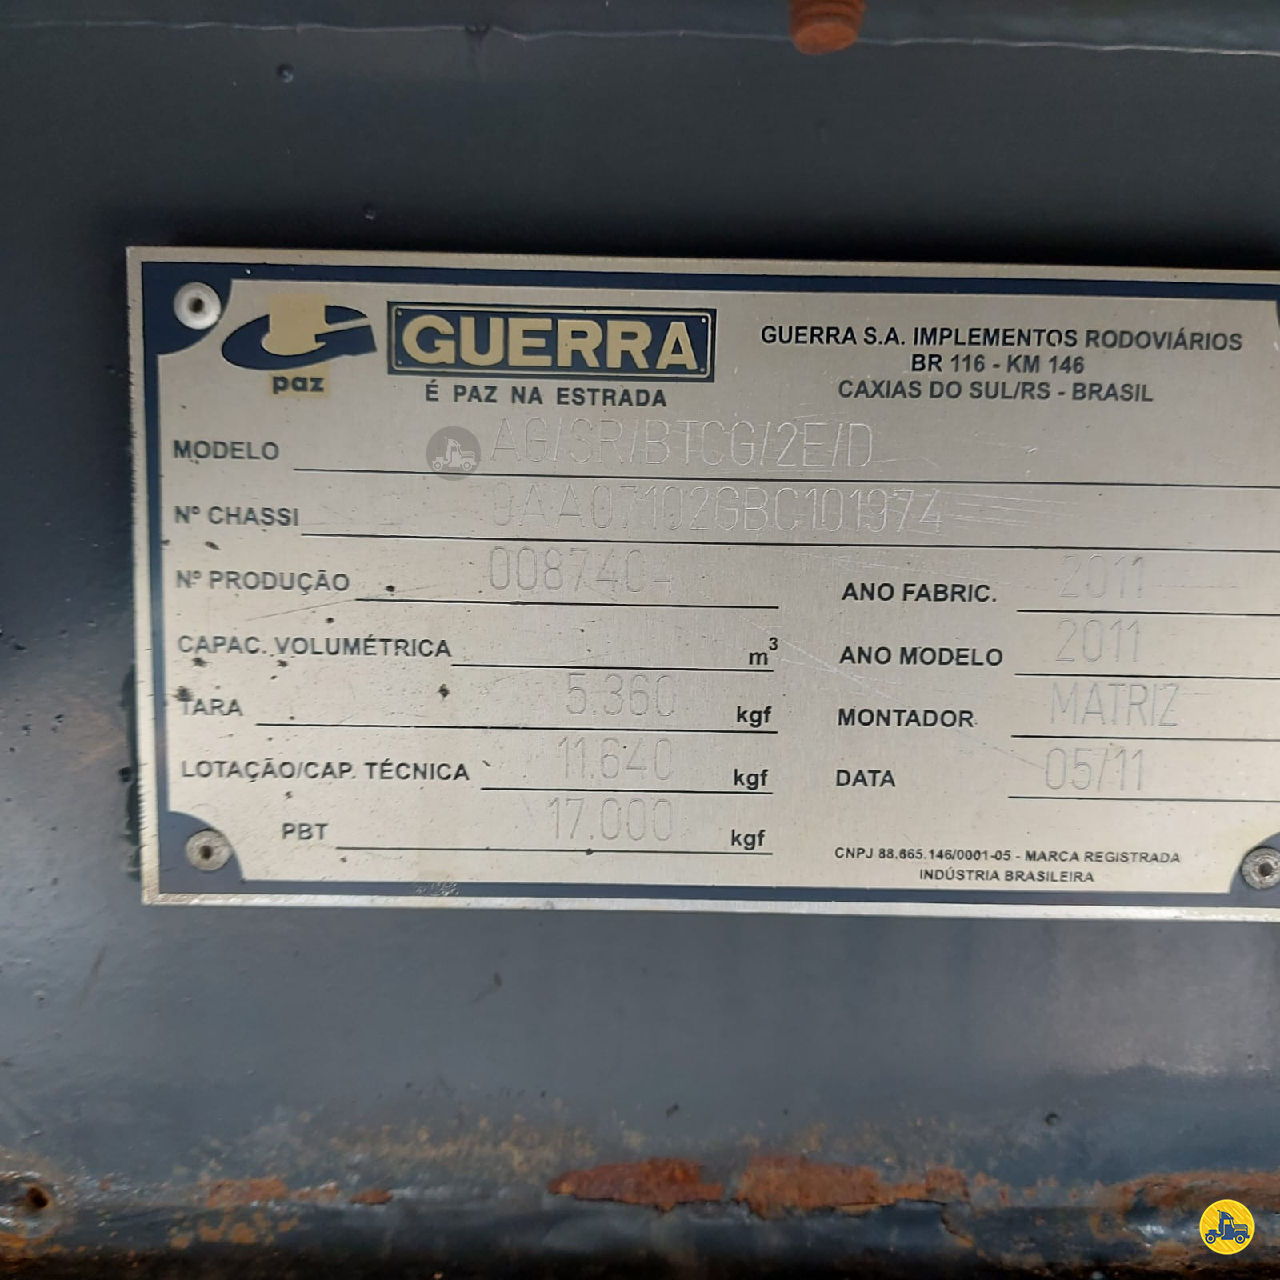 paz
GUERRA
É PAZ NA ESTRADA
GUERRA S.A. IMPLEMENTOS RODOVIÁRIOS
BR 116 - KM 146
CAXIAS DO SUL/RS - BRASIL
MODELO AG/SR/BTCG/2E/D
Nº CHASSI 9AA07102GBC101974
Nº PRODUÇÃO
ANO FABRIC. 2011
CAPAC. VOLUMÉTRICA m³
ANO MODELO 2011
TARA 5.360 kgf
MONTADOR MATRIZ
LOTAÇÃO/CAP. TÉCNICA 11.640 kgf
DATA 05/11
PBT 17.000 kgf
CNPJ 88.665.146/0001-05 - MARCA REGISTRADA
INDÚSTRIA BRASILEIRA